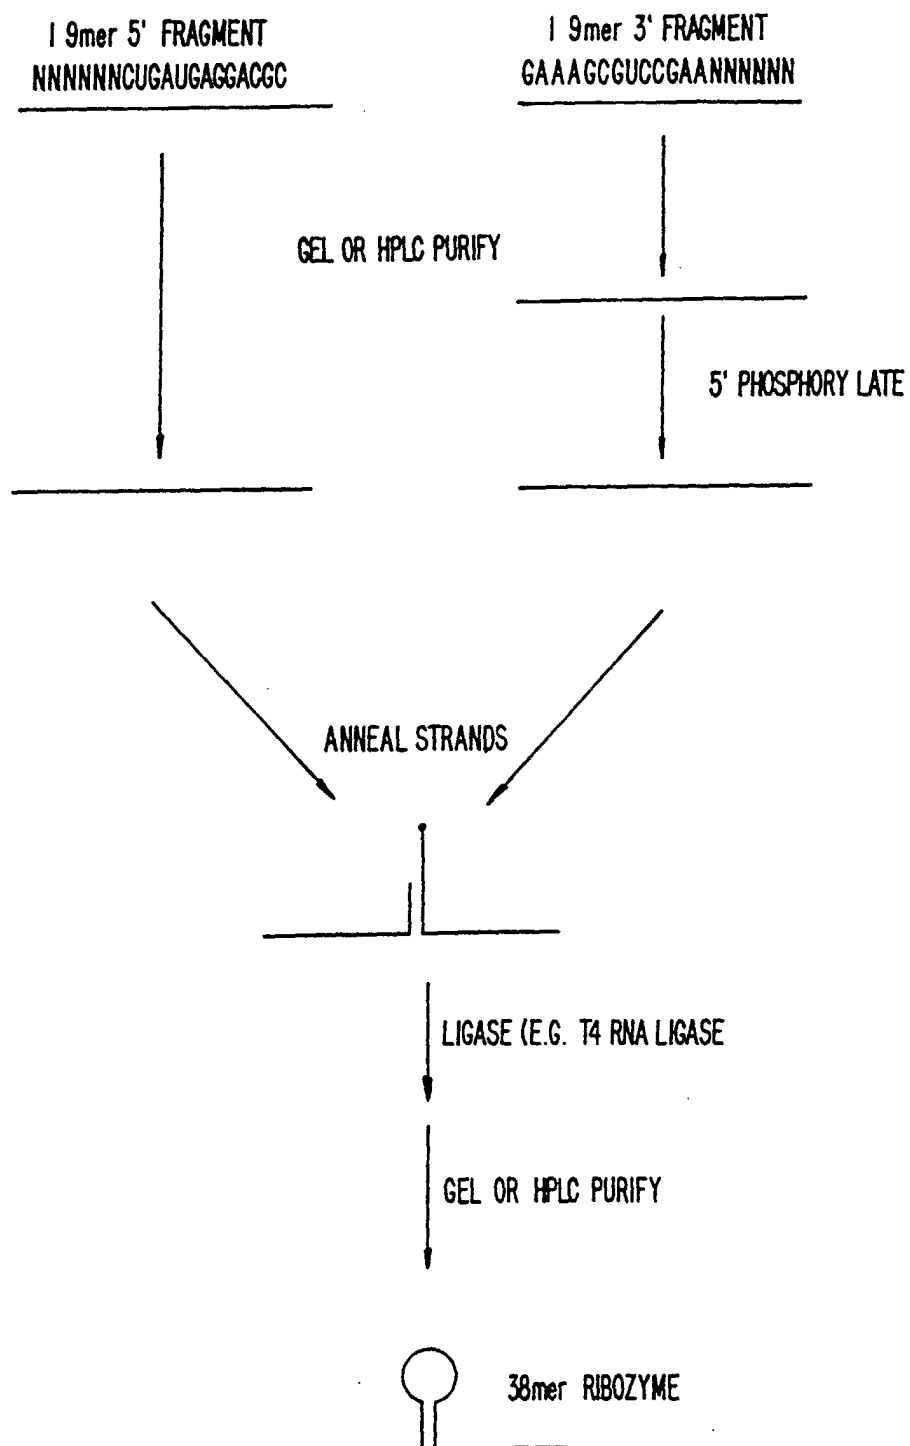 19mer 5' FRAGMENT
NNNNNNCUGAUGAGGACGC
19mer 3' FRAGMENT
GAAAGCGUCCGAANNNNNN
GEL OR HPLC PURIFY
5' PHOSPHORY LATE
ANNEAL STRANDS
LIGASE (E.G. T4 RNA LIGASE
GEL OR HPLC PURIFY
38mer RIBOZYME